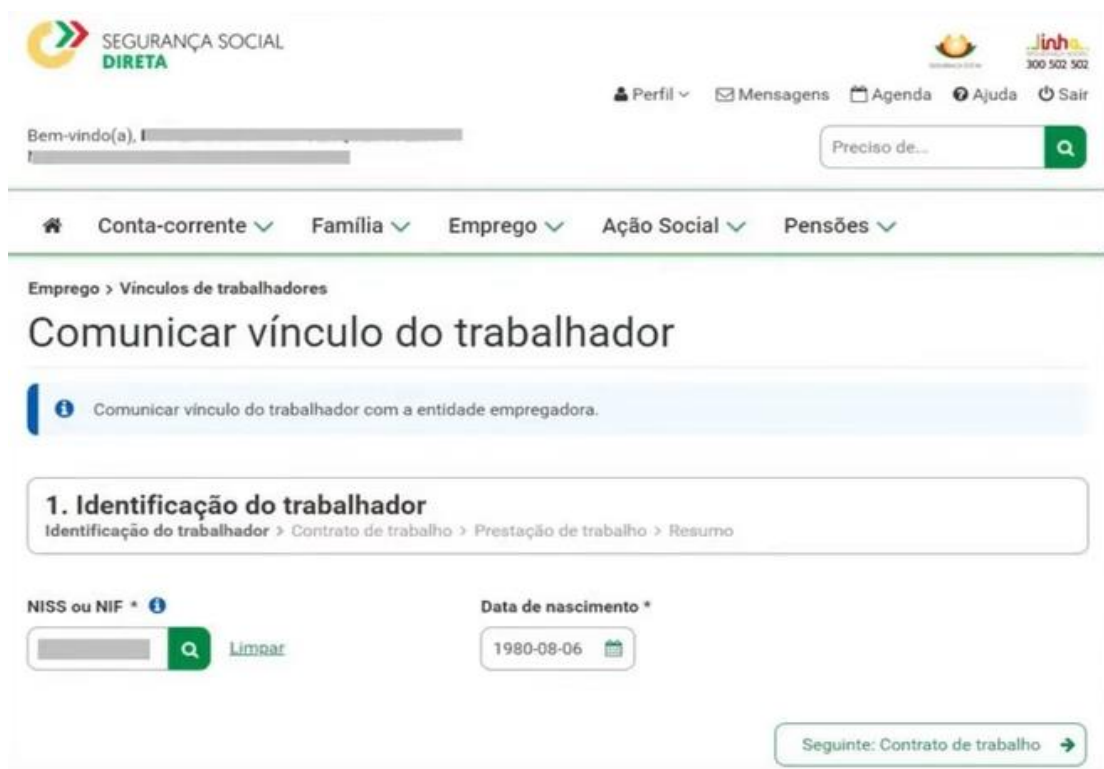 SEGURANÇA SOCIAL
DIRETA
linha
300 502 502
Perfil Mensagens Agenda Ajuda Sair
Bem-vindo(a),
Preciso de...
Conta-corrente Família Emprego Ação Social Pensões
Emprego > Vínculos de trabalhadores
Comunicar vínculo do trabalhador
Comunicar vínculo do trabalhador com a entidade empregadora.
1. Identificação do trabalhador
Identificação do trabalhador > Contrato de trabalho > Prestação de trabalho > Resumo
NISS ou NIF * Data de nascimento *
Limpar 1980-08-06
Seguinte: Contrato de trabalho